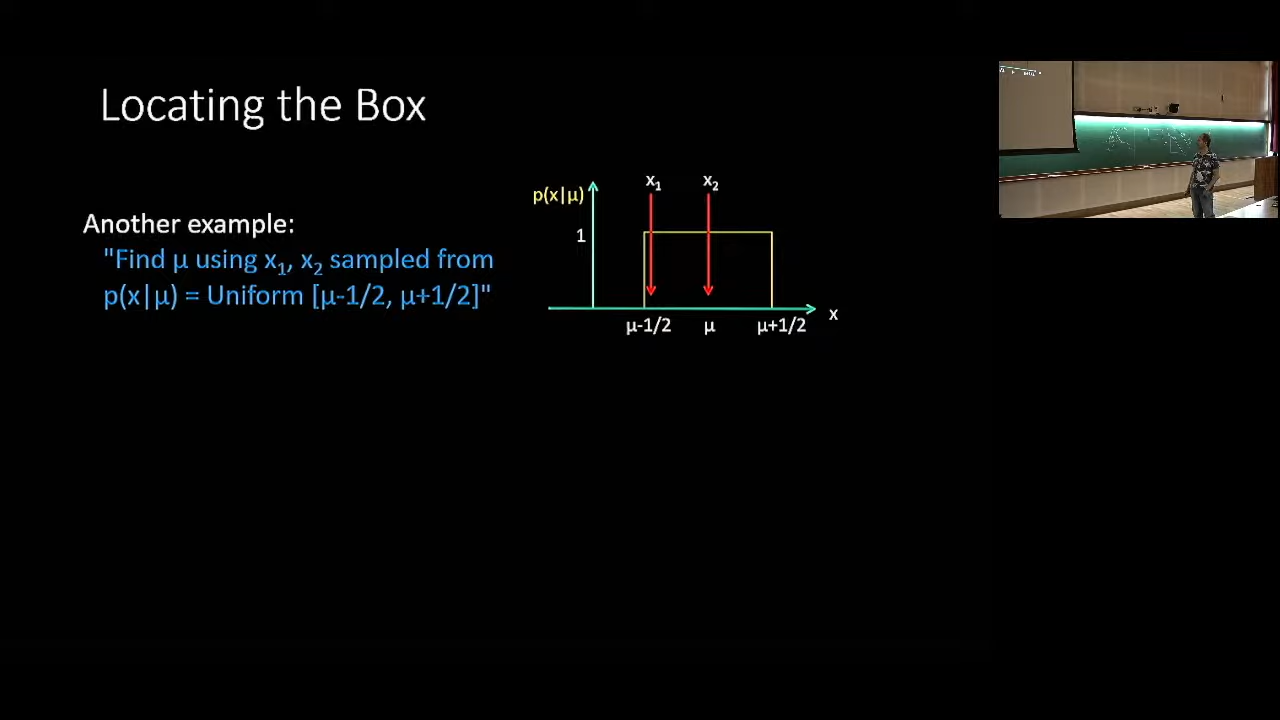 Locating the Box
Another example:
"Find μ using x₁, x₂ sampled from
p(x|μ) = Uniform [μ-1/2, μ+1/2]"
p(x|μ)
x₁
x₂
1
μ-1/2
μ
μ+1/2
x